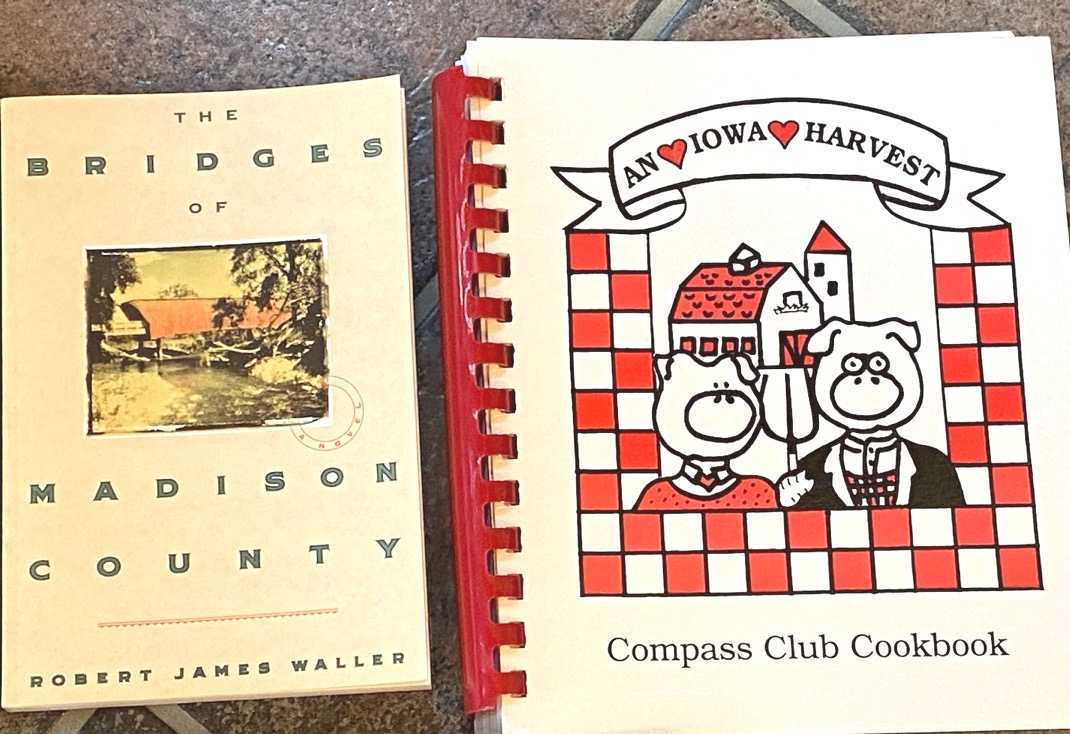 THE
BRIDGES
OF
A NOVEL
MADISON
COUNTY
ROBERT JAMES WALLER
AN IOWA HARVEST
Compass Club Cookbook